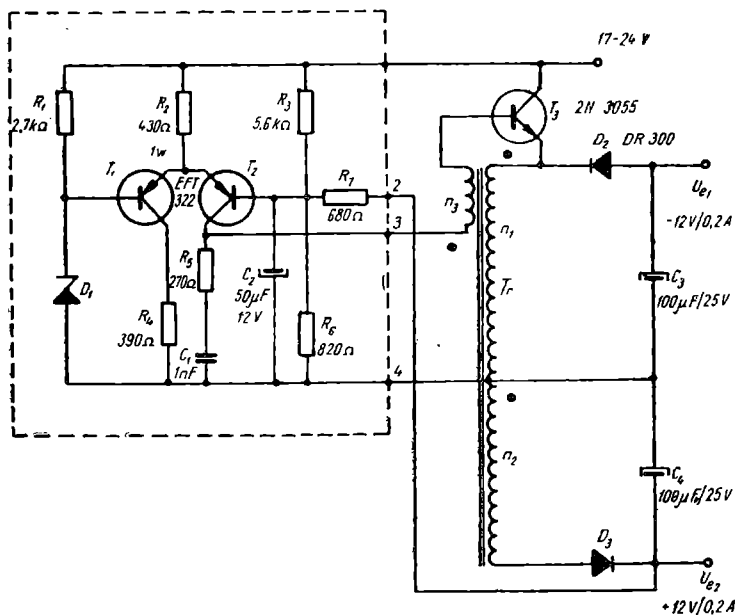 17-24 V
R1
2,7kΩ
R2
430Ω
1w
R3
5,6kΩ
T3
2N 3055
D2
DR 300
T1
EFT
322
T2
R7
680Ω
2
3
n3
n1
Ue1
-12V/0,2A
D1
R5
270Ω
C2
50µF
12V
Tr
C3
100µF/25V
R4
390Ω
C1
1nF
R6
820Ω
4
n2
C4
100µF/25V
D3
Ue2
+12V/0,2A